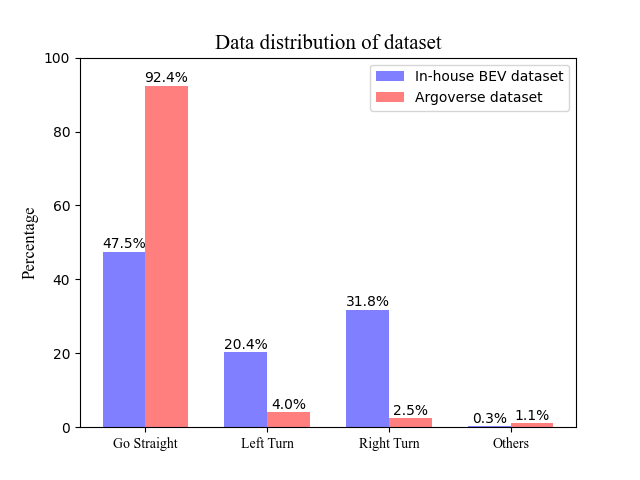 Data distribution of dataset
In-house BEV dataset
Argoverse dataset
Percentage
100
80
60
40
20
0
47.5%
92.4%
20.4%
4.0%
31.8%
2.5%
0.3%
1.1%
Go Straight
Left Turn
Right Turn
Others